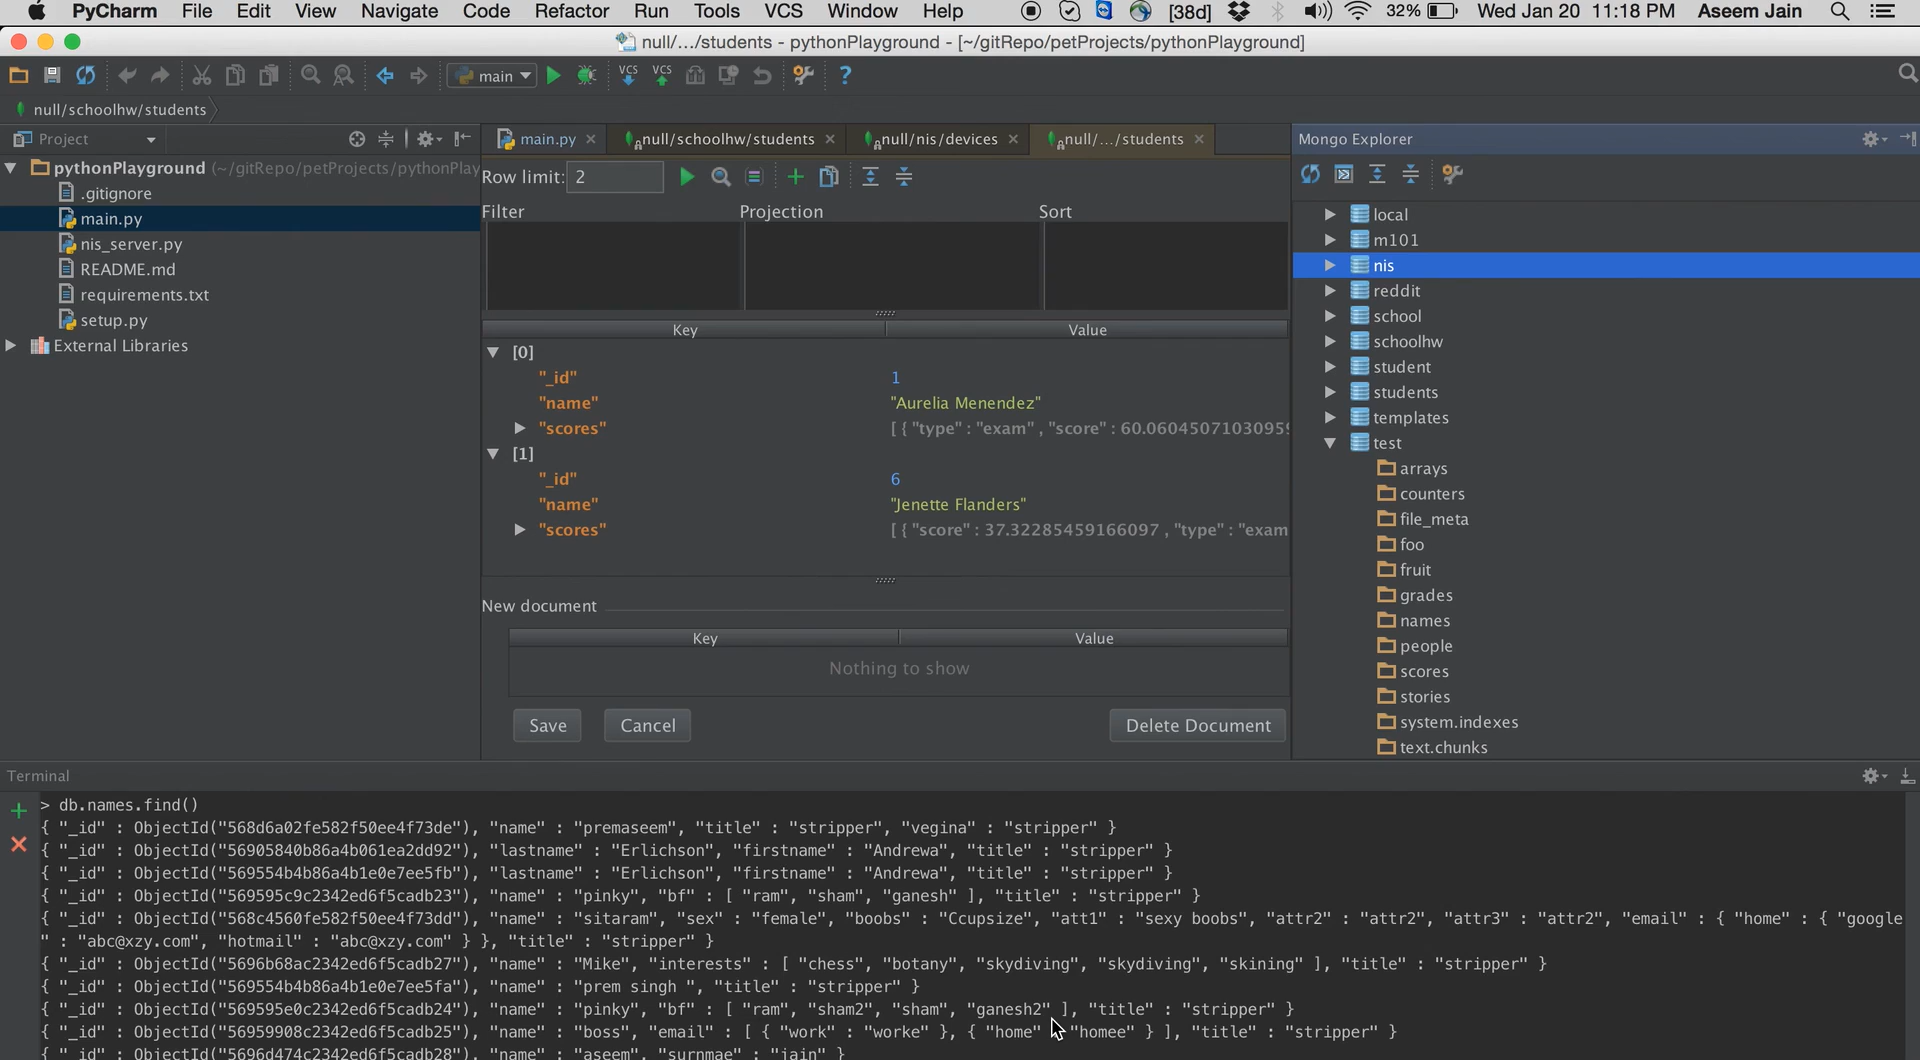 PyCharm File Edit View Navigate Code Refactor Run Tools VCS Window Help [38d] 32% Wed Jan 20 11:18 PM Aseem Jain
null/.../students - pythonPlayground - [~/gitRepo/petProjects/pythonPlayground]
main VCS VCS ?
null/schoolhw/students
Project
main.py null/schoolhw/students null/nis/devices null/.../students
Mongo Explorer
pythonPlayground (~/gitRepo/petProjects/pythonPlay
.gitignore
main.py
nis_server.py
README.md
requirements.txt
setup.py
External Libraries
Row limit: 2
Filter Projection Sort
Key Value
[0]
"_id" 1
"name" "Aurelia Menendez"
"scores" [ { "type" : "exam" , "score" : 60.06045071030959
[1]
"_id" 6
"name" "Jenette Flanders"
"scores" [ { "score" : 37.32285459166097 , "type" : "exam
New document
Key Value
Nothing to show
Save Cancel Delete Document
local
m101
nis
reddit
school
schoolhw
student
students
templates
test
arrays
counters
file_meta
foo
fruit
grades
names
people
scores
stories
system.indexes
text.chunks
Terminal
> db.names.find()
{ "_id" : ObjectId("568d6a02fe582f50ee4f73de"), "name" : "premaseem", "title" : "stripper", "vegina" : "stripper" }
{ "_id" : ObjectId("56905840b86a4b061ea2dd92"), "lastname" : "Erlichson", "firstname" : "Andrewa", "title" : "stripper" }
{ "_id" : ObjectId("569554b4b86a4b1e0e7ee5fb"), "lastname" : "Erlichson", "firstname" : "Andrewa", "title" : "stripper" }
{ "_id" : ObjectId("569595c9c2342ed6f5cadb23"), "name" : "pinky", "bf" : [ "ram", "sham", "ganesh" ], "title" : "stripper" }
{ "_id" : ObjectId("568c4560fe582f50ee4f73dd"), "name" : "sitaram", "sex" : "female", "boobs" : "Ccupsize", "att1" : "sexy boobs", "attr2" : "attr2", "attr3" : "attr2", "email" : { "home" : { "google
" : "abc@xzy.com", "hotmail" : "abc@xzy.com" } }, "title" : "stripper" }
{ "_id" : ObjectId("5696b68ac2342ed6f5cadb27"), "name" : "Mike", "interests" : [ "chess", "botany", "skydiving", "skydiving", "skining" ], "title" : "stripper" }
{ "_id" : ObjectId("569554b4b86a4b1e0e7ee5fa"), "name" : "prem singh ", "title" : "stripper" }
{ "_id" : ObjectId("569595e0c2342ed6f5cadb24"), "name" : "pinky", "bf" : [ "ram", "sham2", "sham", "ganesh2" ], "title" : "stripper" }
{ "_id" : ObjectId("56959908c2342ed6f5cadb25"), "name" : "boss", "email" : [ { "work" : "worke" }, { "home" : "homee" } ], "title" : "stripper" }
{ "_id" : ObjectId("5696d474c2342ed6f5cadb28"), "name" : "aseem", "surnmae" : "jain" }